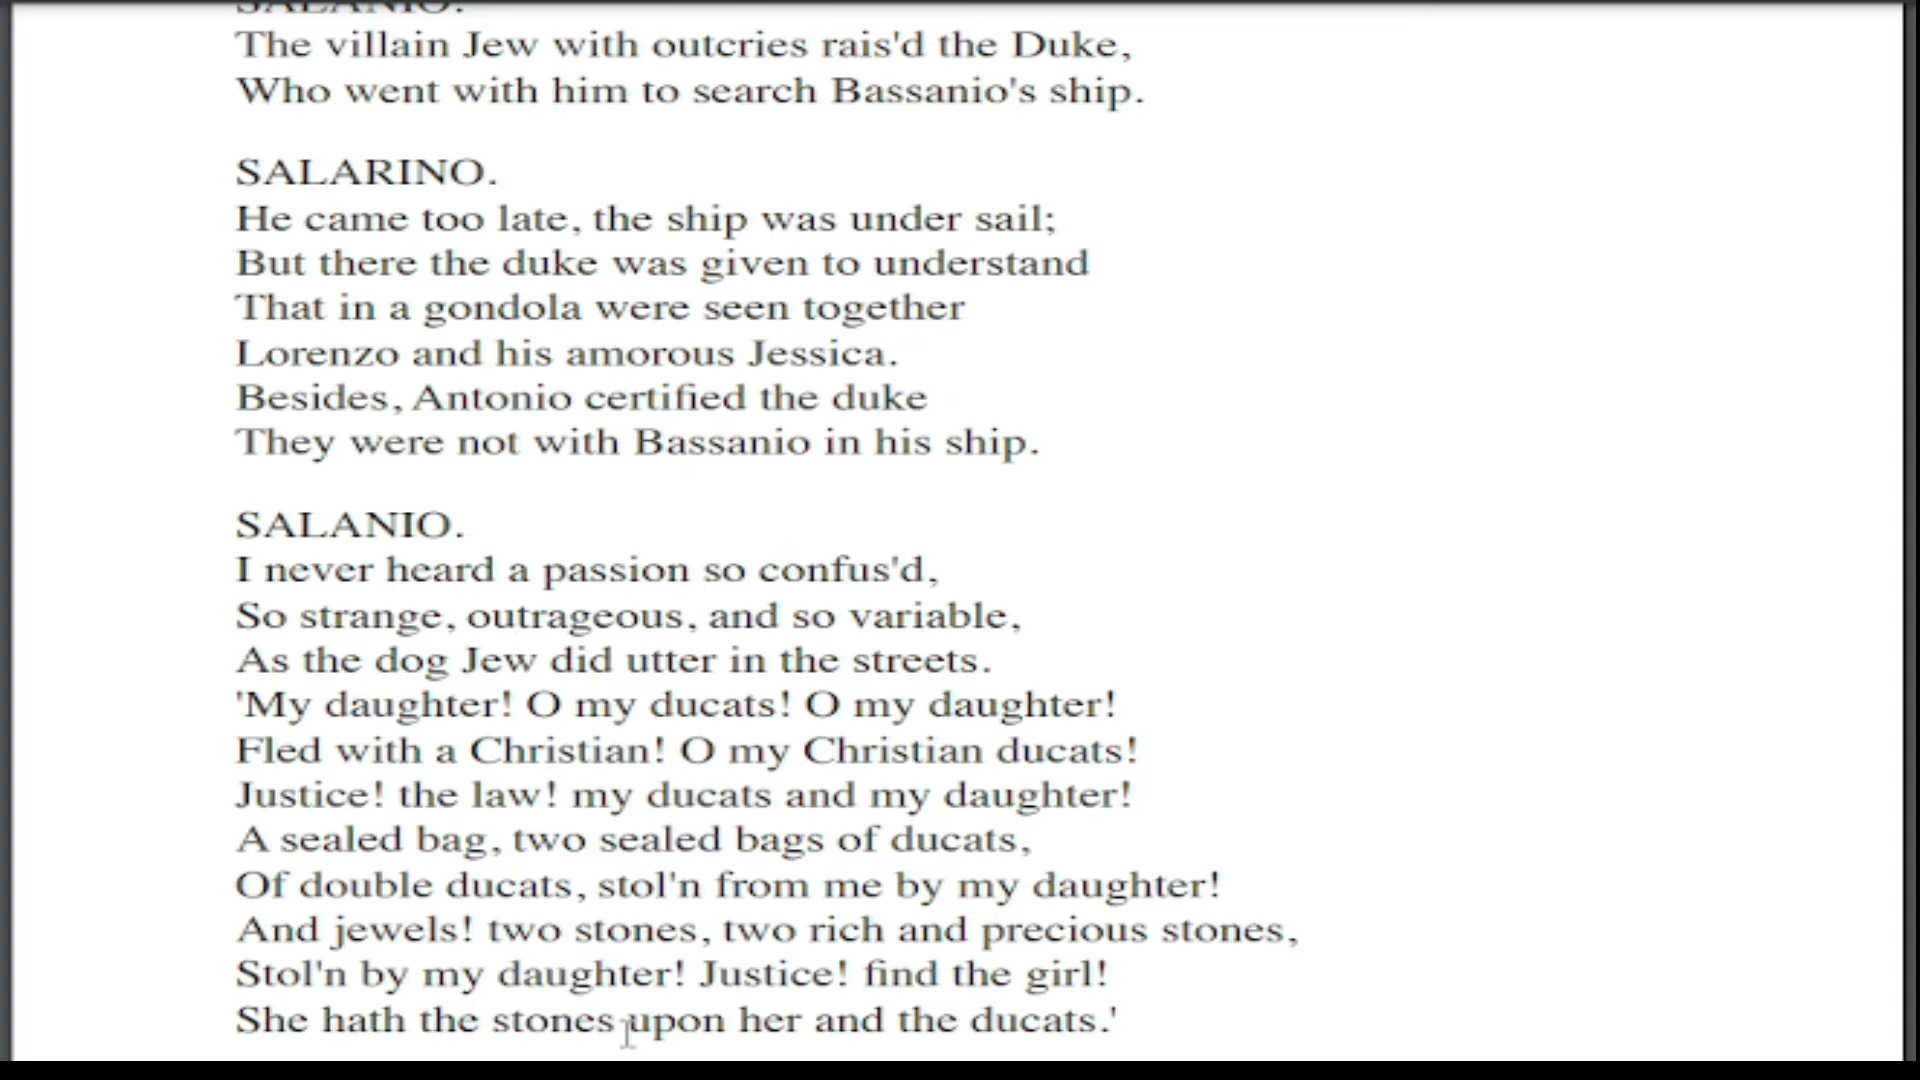 SALANIO.
The villain Jew with outcries rais'd the Duke,
Who went with him to search Bassanio's ship.
SALARINO.
He came too late, the ship was under sail;
But there the duke was given to understand
That in a gondola were seen together
Lorenzo and his amorous Jessica.
Besides, Antonio certified the duke
They were not with Bassanio in his ship.
SALANIO.
I never heard a passion so confus'd,
So strange, outrageous, and so variable,
As the dog Jew did utter in the streets.
'My daughter! O my ducats! O my daughter!
Fled with a Christian! O my Christian ducats!
Justice! the law! my ducats and my daughter!
A sealed bag, two sealed bags of ducats,
Of double ducats, stol'n from me by my daughter!
And jewels! two stones, two rich and precious stones,
Stol'n by my daughter! Justice! find the girl!
She hath the stones upon her and the ducats.'